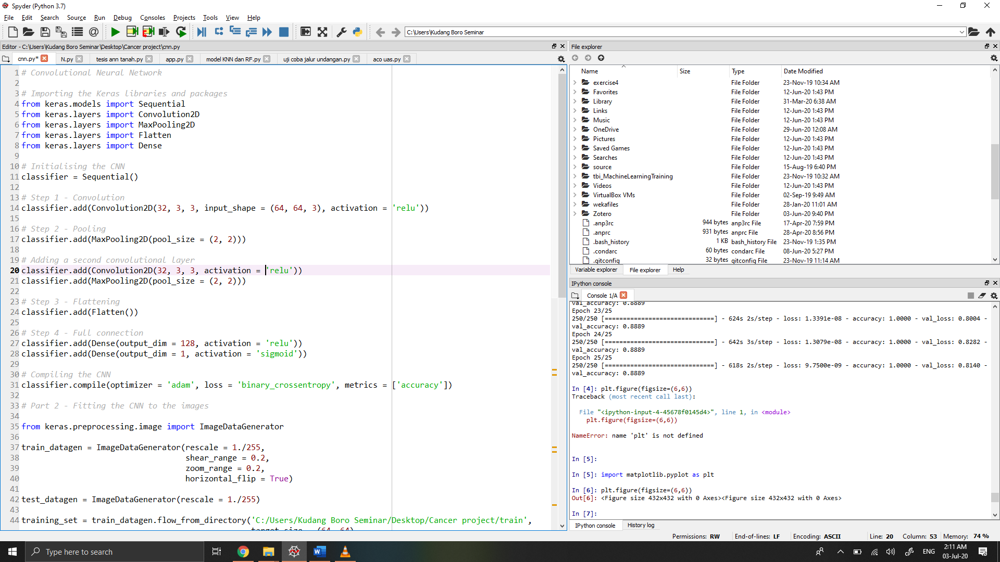 Spyder (Python 3.7)
File Edit Search Source Run Debug Consoles Projects Tools View Help
C:\Users\Kudang Boro Seminar
Editor - C:\Users\Kudang Boro Seminar\Desktop\Cancer project\cnn.py
cnn.py* N.py tesis ann tanah.py app.py model KNN dan RF.py uji coba jalur undangan.py aco uas.py
1 # Convolutional Neural Network
2
3 # Importing the Keras libraries and packages
4 from keras.models import Sequential
5 from keras.layers import Convolution2D
6 from keras.layers import MaxPooling2D
7 from keras.layers import Flatten
8 from keras.layers import Dense
9
10 # Initialising the CNN
11 classifier = Sequential()
12
13 # Step 1 - Convolution
14 classifier.add(Convolution2D(32, 3, 3, input_shape = (64, 64, 3), activation = 'relu'))
15
16 # Step 2 - Pooling
17 classifier.add(MaxPooling2D(pool_size = (2, 2)))
18
19 # Adding a second convolutional layer
20 classifier.add(Convolution2D(32, 3, 3, activation = 'relu'))
21 classifier.add(MaxPooling2D(pool_size = (2, 2)))
22
23 # Step 3 - Flattening
24 classifier.add(Flatten())
25
26 # Step 4 - Full connection
27 classifier.add(Dense(output_dim = 128, activation = 'relu'))
28 classifier.add(Dense(output_dim = 1, activation = 'sigmoid'))
29
30 # Compiling the CNN
31 classifier.compile(optimizer = 'adam', loss = 'binary_crossentropy', metrics = ['accuracy'])
32
33 # Part 2 - Fitting the CNN to the images
34
35 from keras.preprocessing.image import ImageDataGenerator
36
37 train_datagen = ImageDataGenerator(rescale = 1./255,
38 shear_range = 0.2,
39 zoom_range = 0.2,
40 horizontal_flip = True)
41
42 test_datagen = ImageDataGenerator(rescale = 1./255)
43
44 training_set = train_datagen.flow_from_directory('C:/Users/Kudang Boro Seminar/Desktop/Cancer project/train',
target_size = (64, 64),
File explorer
Name Size Type Date Modified
exercise4 File Folder 23-Nov-19 10:34 AM
Favorites File Folder 12-Jun-20 1:43 PM
Library File Folder 31-Mar-20 6:38 AM
Links File Folder 12-Jun-20 1:43 PM
Music File Folder 12-Jun-20 1:43 PM
OneDrive File Folder 29-Jun-20 12:08 AM
Pictures File Folder 12-Jun-20 1:43 PM
Saved Games File Folder 12-Jun-20 1:43 PM
Searches File Folder 12-Jun-20 1:43 PM
source File Folder 15-Aug-19 6:40 PM
tbi_MachineLearningTraining File Folder 23-Nov-19 10:32 AM
Videos File Folder 12-Jun-20 1:43 PM
VirtualBox VMs File Folder 02-Sep-19 9:49 AM
wekafiles File Folder 28-Jan-20 11:01 AM
Zotero File Folder 03-Jun-20 9:40 PM
.anp3rc 944 bytes anp3rc File 17-Apr-20 7:59 PM
.anprc 931 bytes anprc File 28-Apr-20 8:56 PM
.bash_history 1 KB bash_history File 23-Nov-19 1:35 PM
.condarc 60 bytes condarc File 08-Jun-20 5:27 PM
.gitconfig 32 bytes gitconfig File 23-Nov-19 11:14 AM
Variable explorer File explorer Help
IPython console
Console 1/A
val_accuracy: 0.8889
Epoch 23/25
250/250 [==============================] - 624s 2s/step - loss: 1.3391e-08 - accuracy: 1.0000 - val_loss: 0.8004 -
val_accuracy: 0.8889
Epoch 24/25
250/250 [==============================] - 642s 3s/step - loss: 1.3079e-08 - accuracy: 1.0000 - val_loss: 0.8282 -
val_accuracy: 0.8889
Epoch 25/25
250/250 [==============================] - 618s 2s/step - loss: 9.7500e-09 - accuracy: 1.0000 - val_loss: 0.8140 -
val_accuracy: 0.8889
In [4]: plt.figure(figsize=(6,6))
Traceback (most recent call last):
File "<ipython-input-4-45678f0145d4>", line 1, in <module>
plt.figure(figsize=(6,6))
NameError: name 'plt' is not defined
In [5]:
In [5]: import matplotlib.pyplot as plt
In [6]: plt.figure(figsize=(6,6))
Out[6]: <Figure size 432x432 with 0 Axes><Figure size 432x432 with 0 Axes>
In [7]:
IPython console History log
Permissions: RW End-of-lines: LF Encoding: ASCII Line: 20 Column: 53 Memory: 74 %
Type here to search
ENG
2:11 AM
03-Jul-20